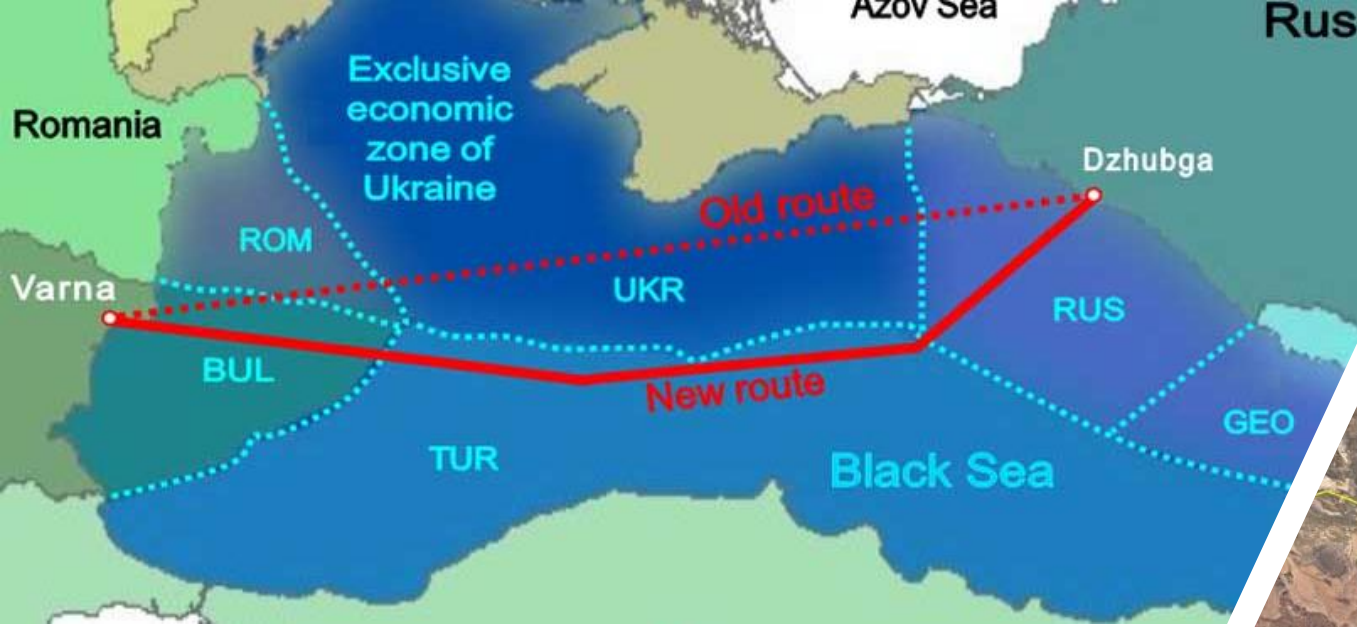 Azov Sea
Rus
Exclusive
economic
zone of
Ukraine
Romania
Dzhubga
Old route
ROM
Varna
UKR
RUS
BUL
New route
GEO
TUR
Black Sea